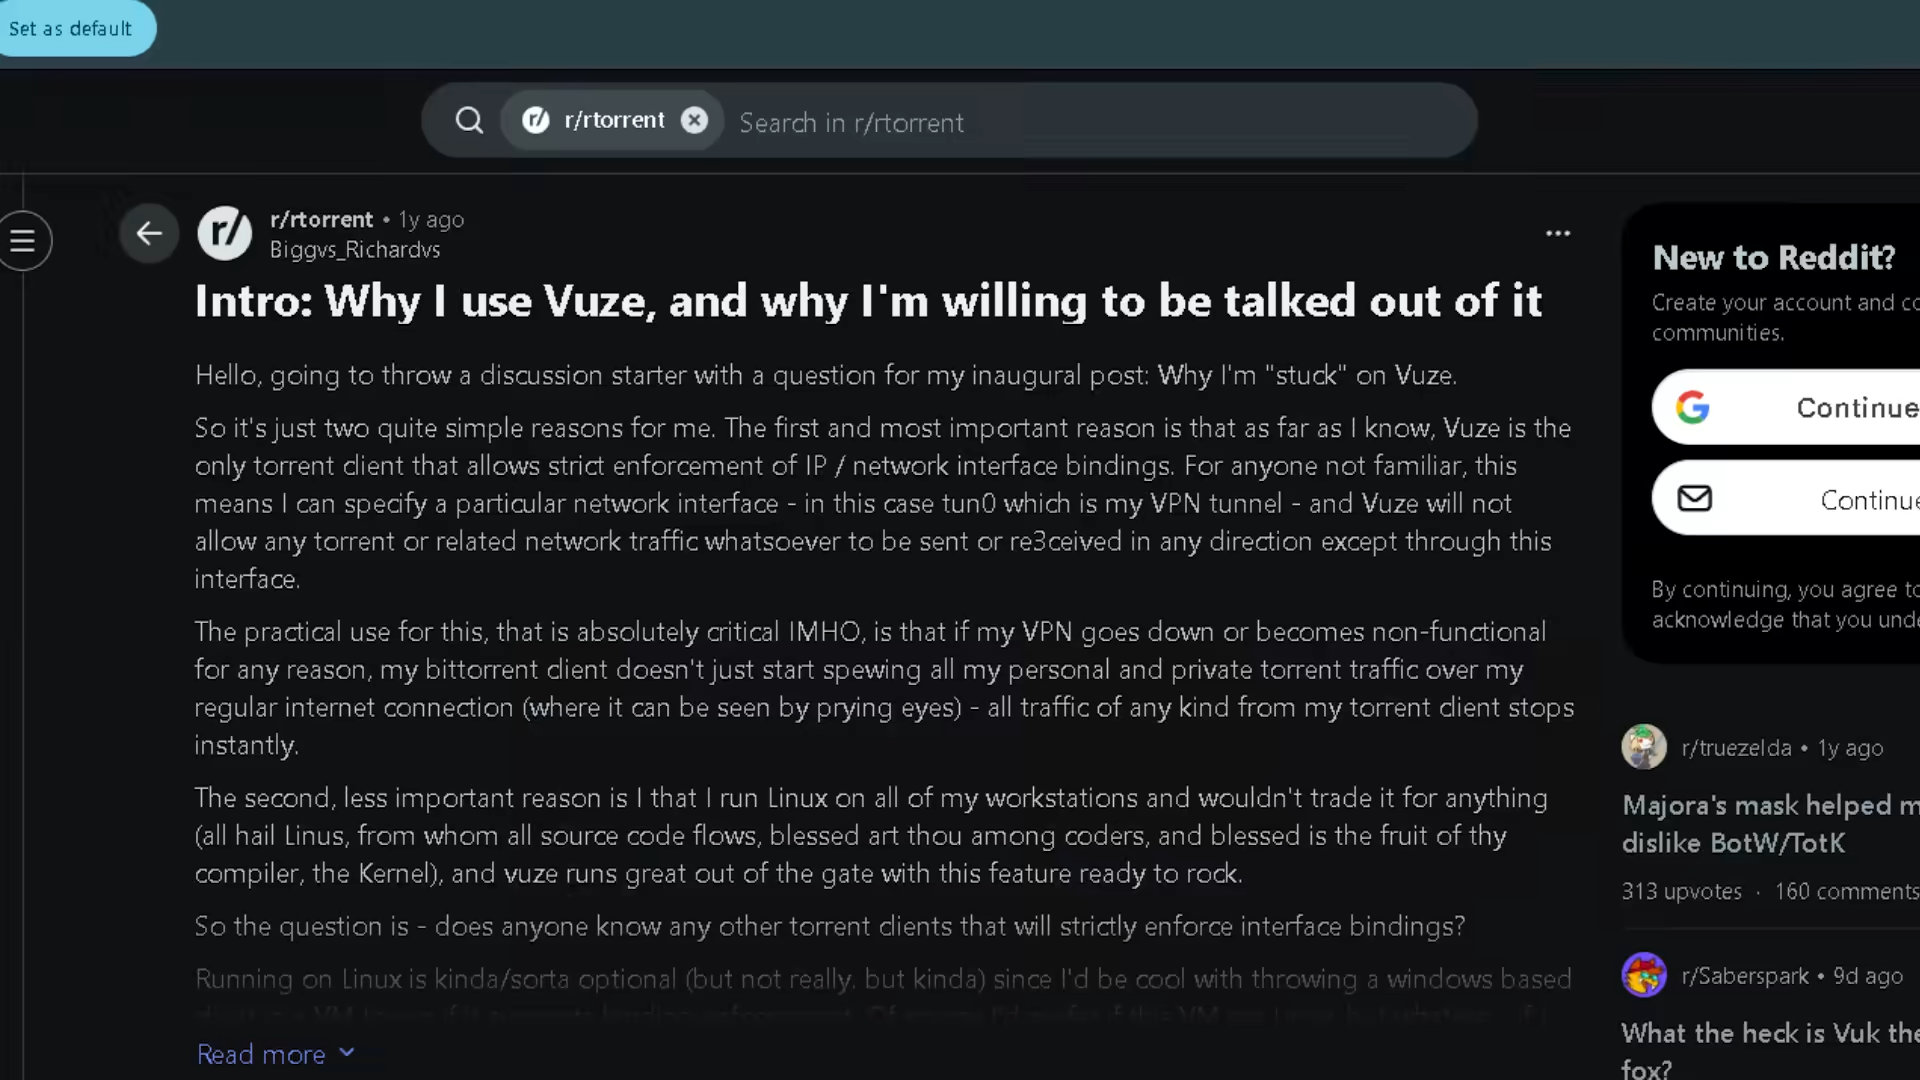 Set as default
r/rtorrent
Search in r/rtorrent
r/rtorrent • 1y ago
Biggvs_Richardvs
Intro: Why I use Vuze, and why I'm willing to be talked out of it
Hello, going to throw a discussion starter with a question for my inaugural post: Why I'm "stuck" on Vuze.
So it's just two quite simple reasons for me. The first and most important reason is that as far as I know, Vuze is the
only torrent client that allows strict enforcement of IP / network interface bindings. For anyone not familiar, this
means I can specify a particular network interface - in this case tun0 which is my VPN tunnel - and Vuze will not
allow any torrent or related network traffic whatsoever to be sent or re3ceived in any direction except through this
interface.
The practical use for this, that is absolutely critical IMHO, is that if my VPN goes down or becomes non-functional
for any reason, my bittorrent client doesn't just start spewing all my personal and private torrent traffic over my
regular internet connection (where it can be seen by prying eyes) - all traffic of any kind from my torrent client stops
instantly.
The second, less important reason is I that I run Linux on all of my workstations and wouldn't trade it for anything
(all hail Linus, from whom all source code flows, blessed art thou among coders, and blessed is the fruit of thy
compiler, the Kernel), and vuze runs great out of the gate with this feature ready to rock.
So the question is - does anyone know any other torrent clients that will strictly enforce interface bindings?
Running on Linux is kinda/sorta optional (but not really. but kinda) since I'd be cool with throwing a windows based
Read more
New to Reddit?
Create your account and co
communities.
Continue
Continue
By continuing, you agree to
acknowledge that you unde
r/truezelda • 1y ago
Majora's mask helped m
dislike BotW/TotK
313 upvotes · 160 comments
r/Saberspark • 9d ago
What the heck is Vuk the
fox?